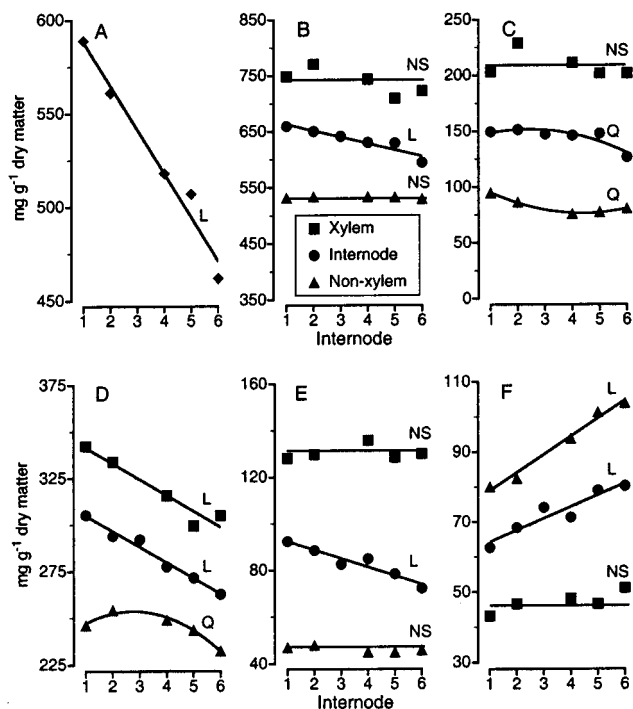 A
mg g⁻¹ dry matter
600
550
500
450
L
1 2 3 4 5 6
B
850
750
650
550
450
350
NS
L
NS
Xylem
Internode
Non-xylem
1 2 3 4 5 6
Internode
C
250
200
150
100
50
0
NS
Q
Q
1 2 3 4 5 6
D
mg g⁻¹ dry matter
375
325
275
225
L
L
Q
1 2 3 4 5 6
E
160
120
80
40
NS
L
NS
1 2 3 4 5 6
Internode
F
110
90
70
50
30
L
L
NS
1 2 3 4 5 6